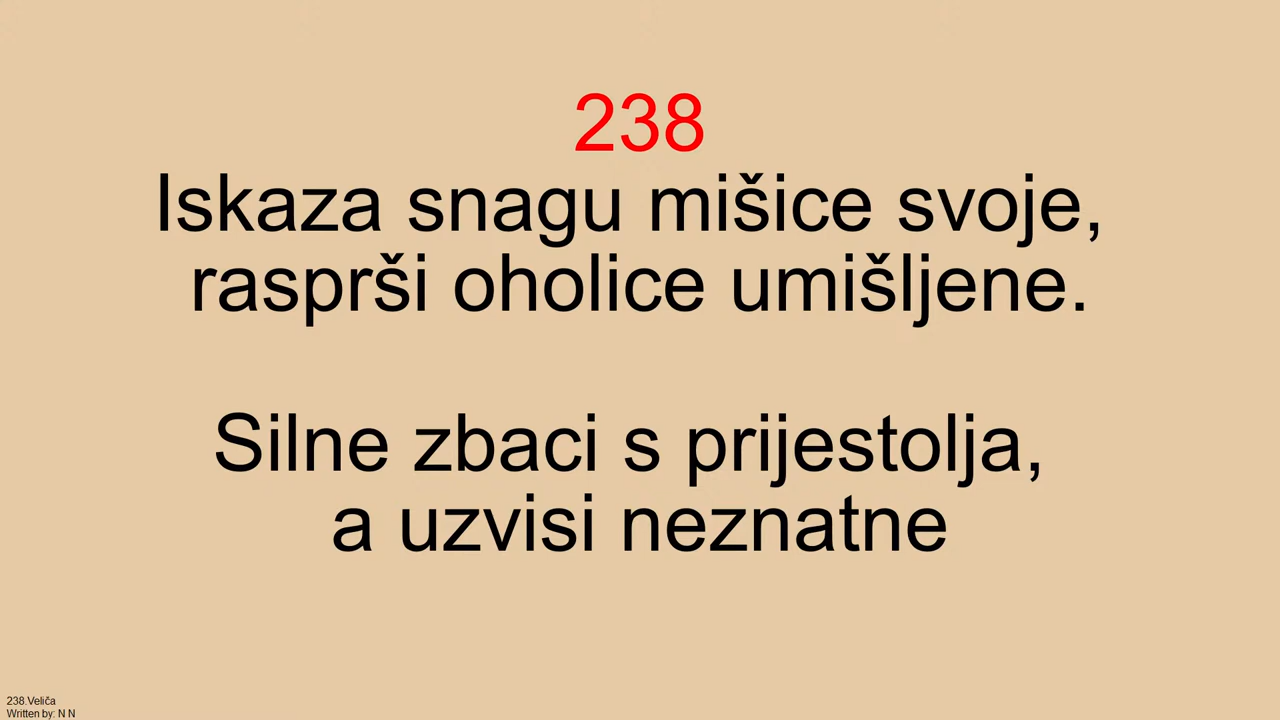 238
Iskaza snagu mišice svoje,
rasprši oholice umišljene.
Silne zbaci s prijestolja,
a uzvisi neznatne
238.Veliča
Written by: N N